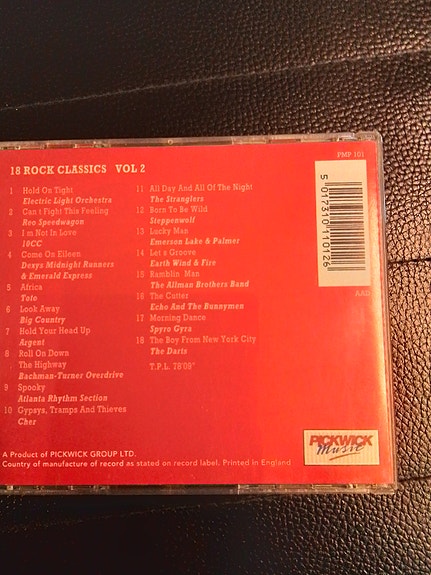 PMP 101
18 ROCK CLASSICS VOL 2
1 Hold On Tight
Electric Light Orchestra
2 Can t Fight This Feeling
Reo Speedwagon
3 I m Not In Love
10CC
4 Come On Eileen
Dexys Midnight Runners
& Emerald Express
5 Africa
Toto
6 Look Away
Big Country
7 Hold Your Head Up
Argent
8 Roll On Down
The Highway
Bachman-Turner Overdrive
9 Spooky
Atlanta Rhythm Section
10 Gypsys, Tramps And Thieves
Cher
11 All Day And All Of The Night
The Stranglers
12 Born To Be Wild
Steppenwolf
13 Lucky Man
Emerson Lake & Palmer
14 Let s Groove
Earth Wind & Fire
15 Ramblin Man
The Allman Brothers Band
16 The Cutter
Echo And The Bunnymen
17 Morning Dance
Spyro Gyra
18 The Boy From New York City
The Darts
T.P.L. 78'09"
5 017310 110126
AAD
PICKWICK
Music
A Product of PICKWICK GROUP LTD.
Country of manufacture of record as stated on record label. Printed in England